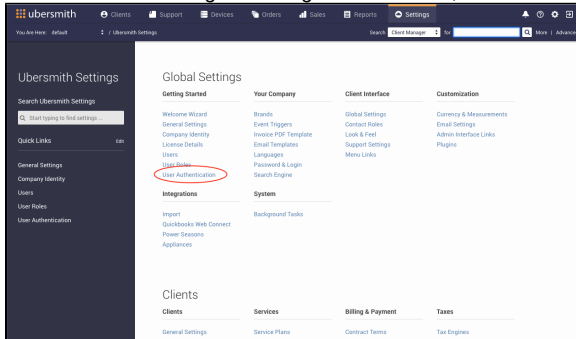 ubersmith Clients Support Devices Orders Sales Reports Settings
You Are Here: default / Ubersmith Settings Search Client Manager for More | Advance
Ubersmith Settings
Search Ubersmith Settings
Start typing to find settings ...
Quick Links Edit
General Settings
Company Identity
Users
User Roles
User Authentication
Global Settings
Getting Started Your Company Client Interface Customization
Welcome Wizard Brands Global Settings Currency & Measurements
General Settings Event Triggers Contact Roles Email Settings
Company Identity Invoice PDF Template Look & Feel Admin Interface Links
License Details Email Templates Support Settings Plugins
Users Languages Menu Links
User Roles Password & Login
User Authentication Search Engine
Integrations System
Import Background Tasks
Quickbooks Web Connect
Power Seasons
Appliances
Clients
Clients Services Billing & Payment Taxes
General Settings Service Plans Contract Terms Tax Engines